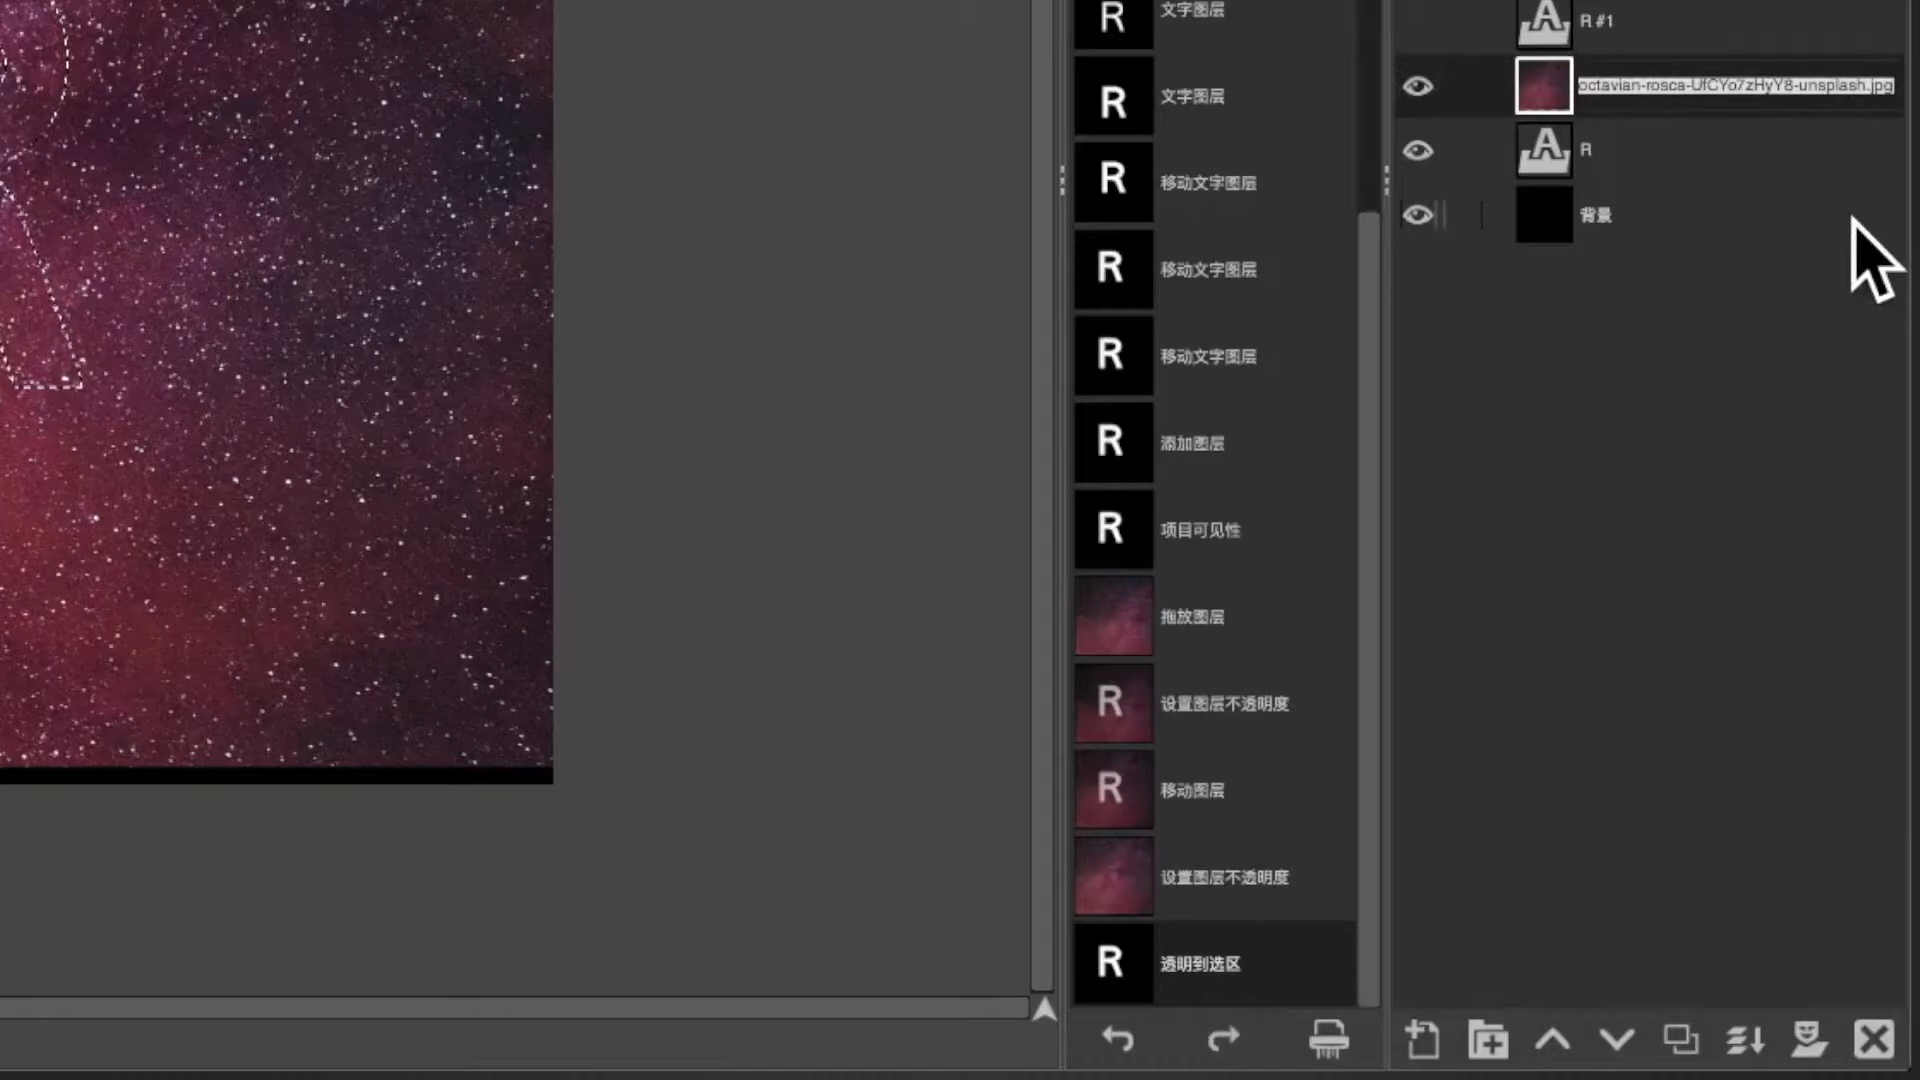 文字图层
文字图层
移动文字图层
移动文字图层
移动文字图层
添加图层
项目可见性
拖放图层
设置图层不透明度
移动图层
设置图层不透明度
透明到选区
R #1
octavian-rosca-UfCYo7zHyY8-unsplash.jpg
R
背景